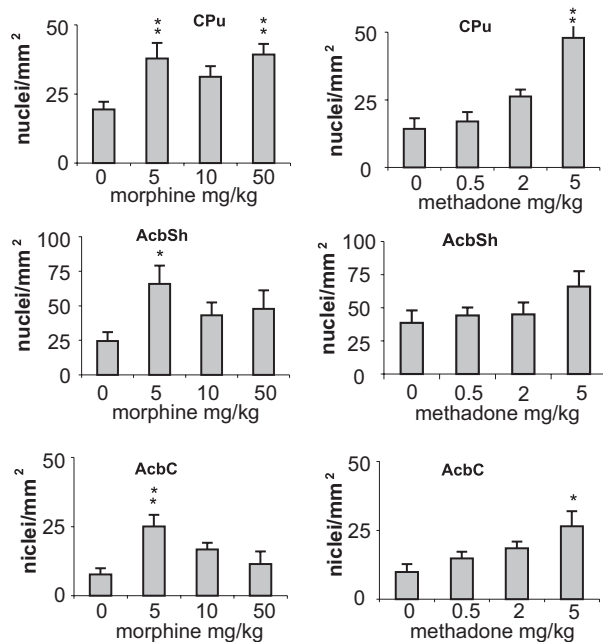 CPu
**
**
nuclei/mm²
50
25
0
0 5 10 50
morphine mg/kg
CPu
**
nuclei/mm²
50
25
0
0 0.5 2 5
methadone mg/kg
AcbSh
*
nuclei/mm²
100
75
50
25
0
0 5 10 50
morphine mg/kg
AcbSh
nuclei/mm²
100
75
50
25
0
0 0.5 2 5
methadone mg/kg
AcbC
**
niclei/mm²
50
25
0
0 5 10 50
morphine mg/kg
AcbC
*
niclei/mm²
50
25
0
0 0.5 2 5
methadone mg/kg